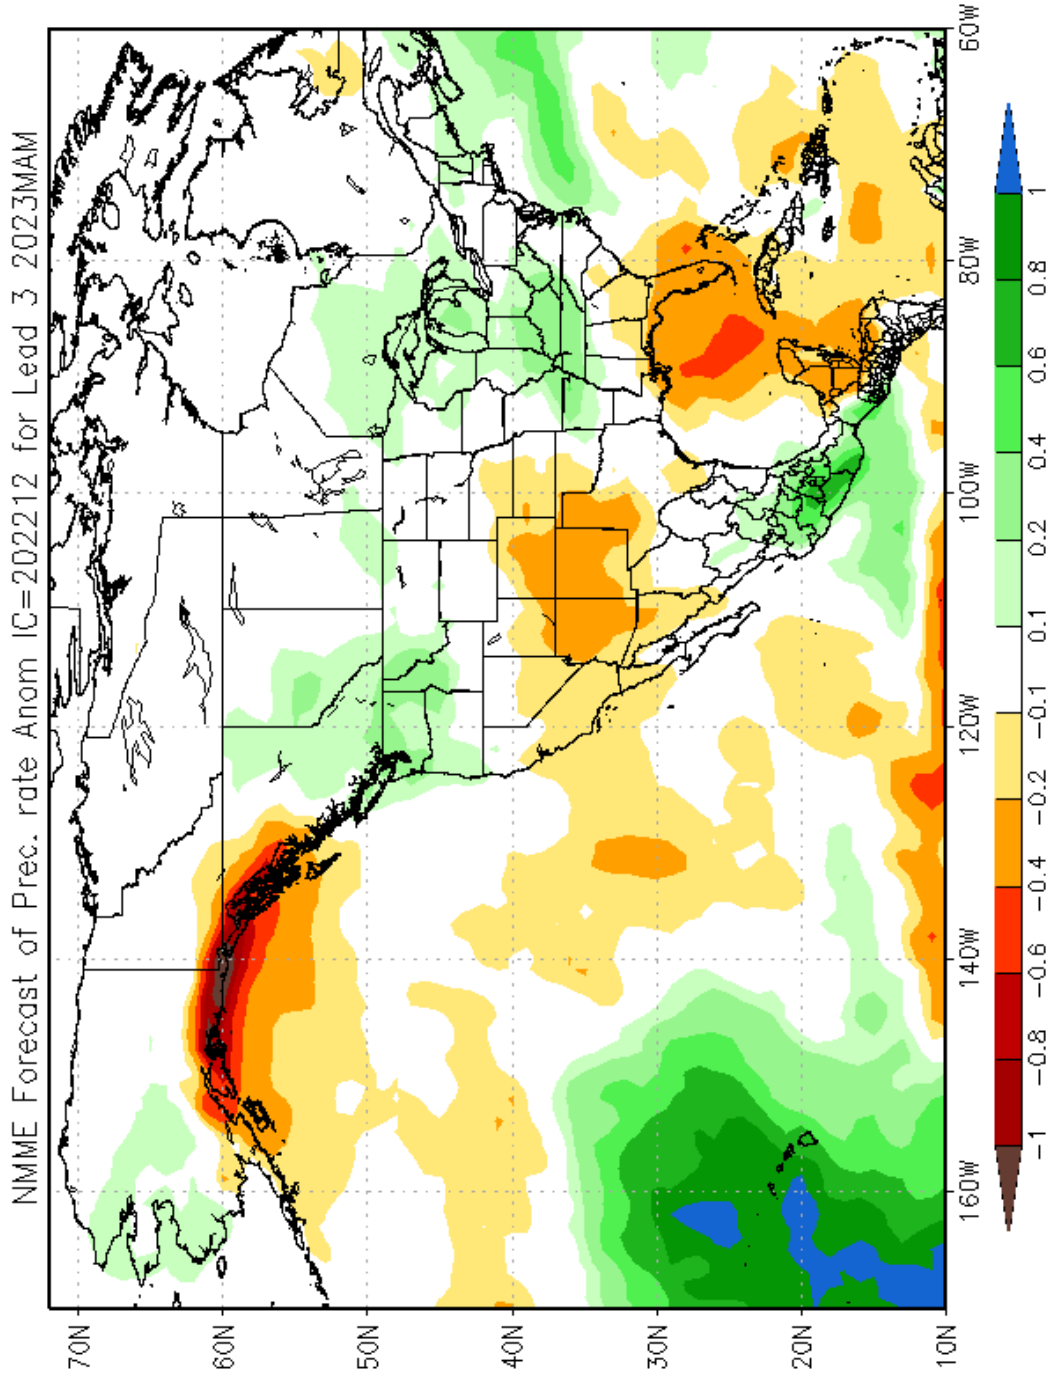 NMME Forecast of Prec. rate Anom IC=202212 for Lead 3 2023MAM
70N
60N
50N
40N
30N
20N
10N
160W
140W
120W
100W
80W
60W
-1
-0.8
-0.6
-0.4
-0.2
-0.1
0.1
0.2
0.4
0.6
0.8
1